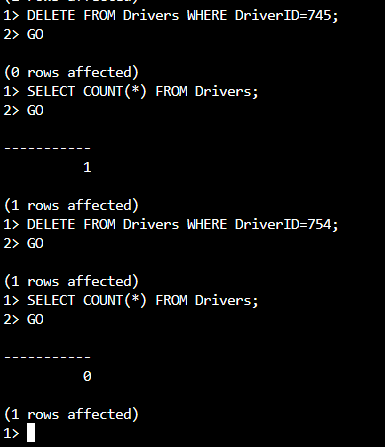 1> DELETE FROM Drivers WHERE DriverID=745;
2> GO
(0 rows affected)
1> SELECT COUNT(*) FROM Drivers;
2> GO
-----------
1
(1 rows affected)
1> DELETE FROM Drivers WHERE DriverID=754;
2> GO
(1 rows affected)
1> SELECT COUNT(*) FROM Drivers;
2> GO
-----------
0
(1 rows affected)
1>